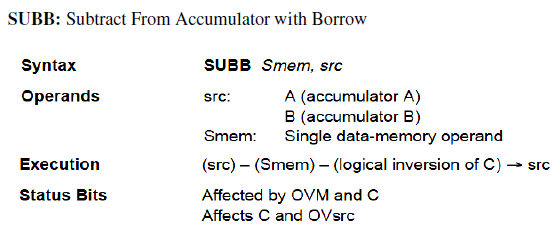 SUBB: Subtract From Accumulator with Borrow
Syntax SUBB Smem, src
Operands src: A (accumulator A)
B (accumulator B)
Smem: Single data-memory operand
Execution (src) – (Smem) – (logical inversion of C) → src
Status Bits Affected by OVM and C
Affects C and OVsrc